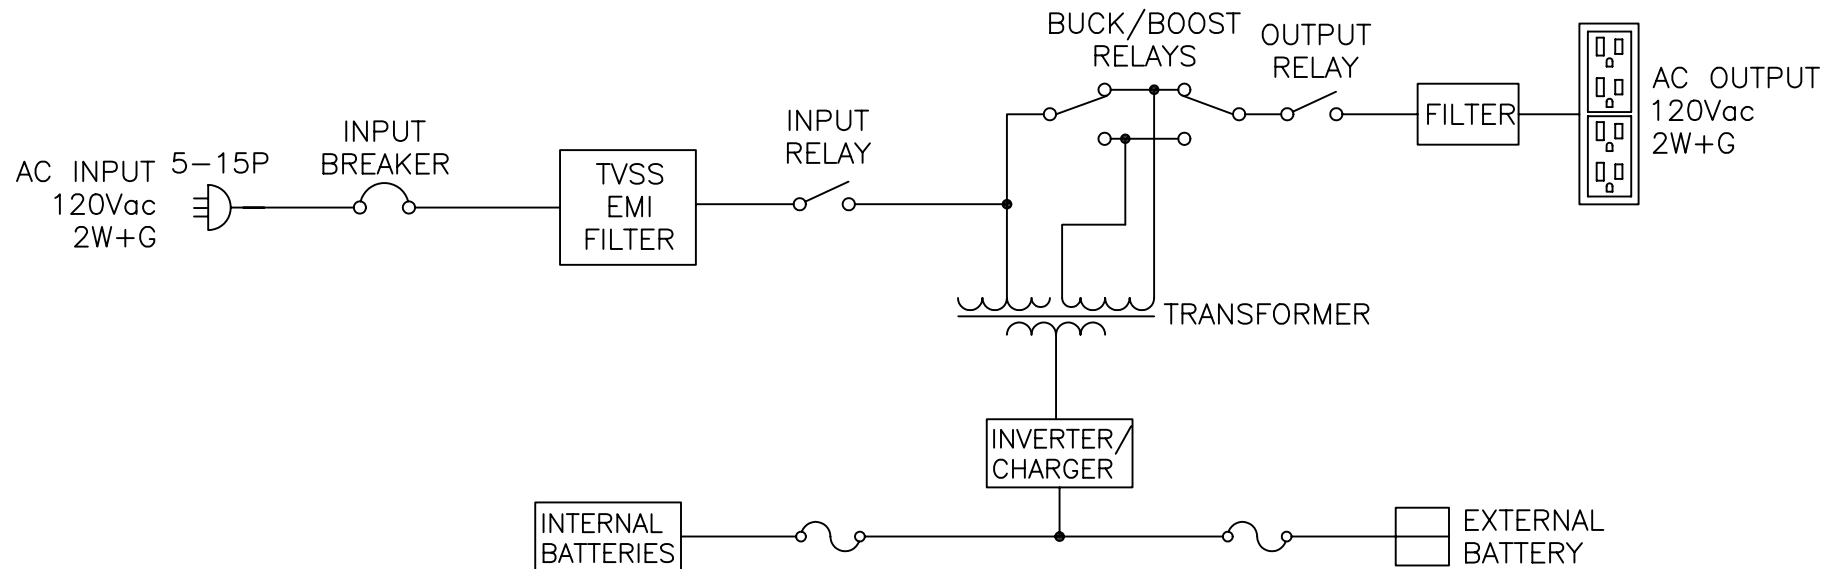 AC INPUT
120Vac
2W+G
5-15P
INPUT
BREAKER
TVSS
EMI
FILTER
INPUT
RELAY
BUCK/BOOST
RELAYS
OUTPUT
RELAY
FILTER
AC OUTPUT
120Vac
2W+G
TRANSFORMER
INVERTER/
CHARGER
INTERNAL
BATTERIES
EXTERNAL
BATTERY